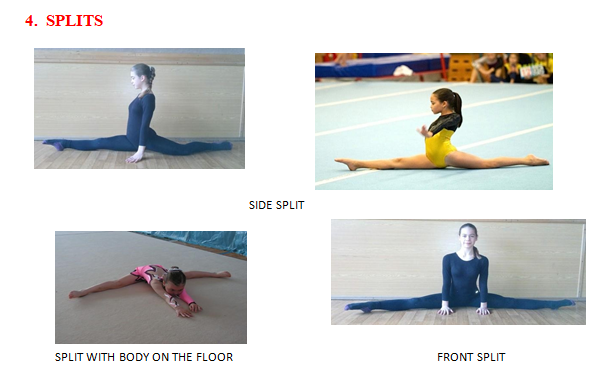 4. SPLITS
SIDE SPLIT
SPLIT WITH BODY ON THE FLOOR
FRONT SPLIT